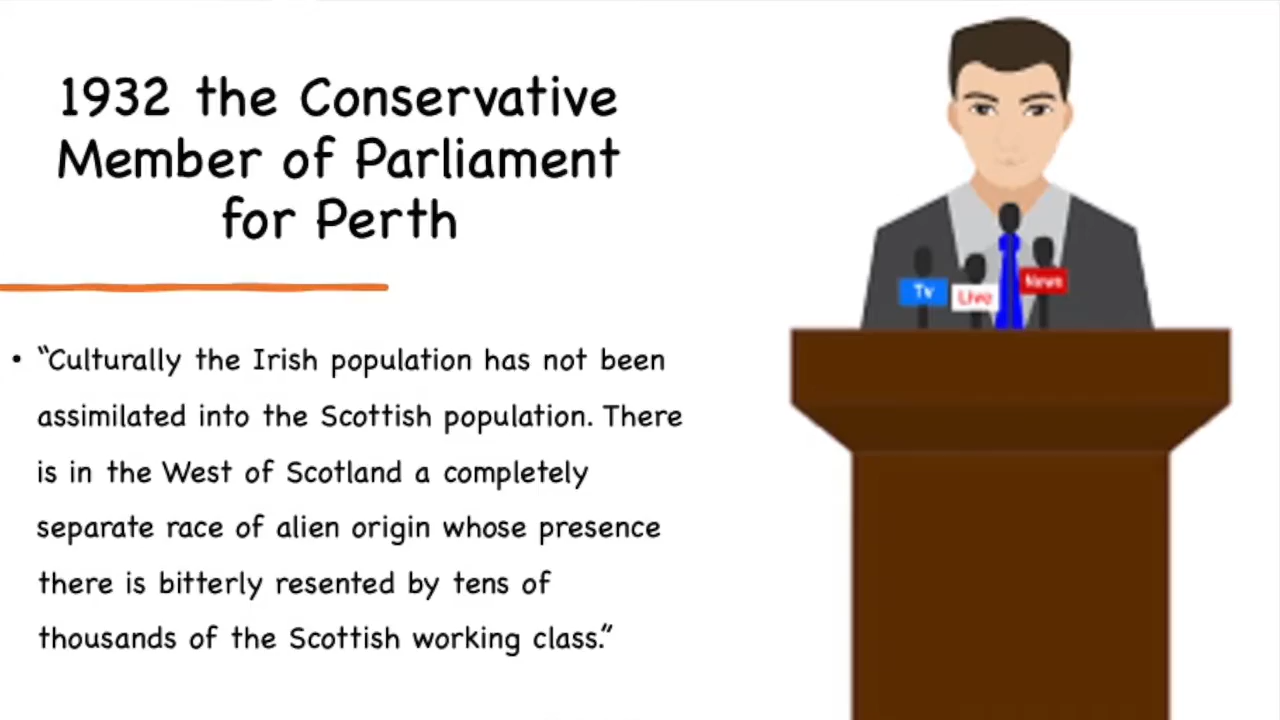 1932 the Conservative
Member of Parliament
for Perth
• “Culturally the Irish population has not been
assimilated into the Scottish population. There
is in the West of Scotland a completely
separate race of alien origin whose presence
there is bitterly resented by tens of
thousands of the Scottish working class.”
Tv
Live
News